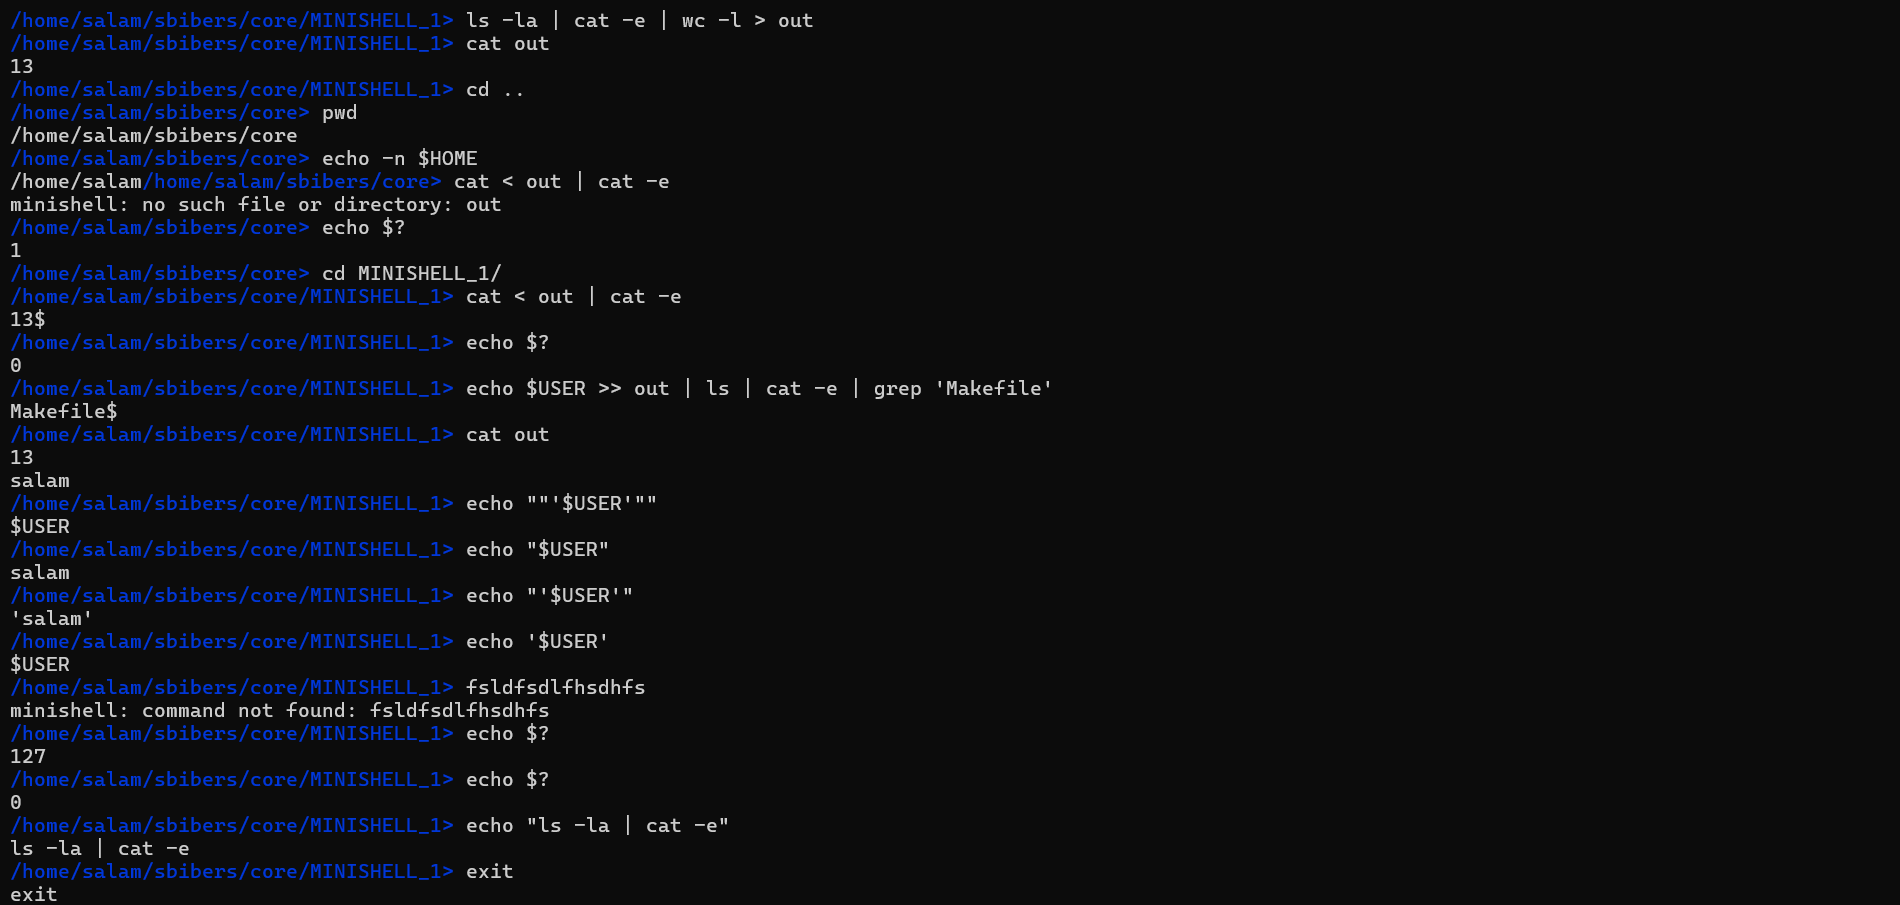 /home/salam/sbibers/core/MINISHELL_1> ls -la | cat -e | wc -l > out
/home/salam/sbibers/core/MINISHELL_1> cat out
13
/home/salam/sbibers/core/MINISHELL_1> cd ..
/home/salam/sbibers/core> pwd
/home/salam/sbibers/core
/home/salam/sbibers/core> echo -n $HOME
/home/salam/home/salam/sbibers/core> cat < out | cat -e
minishell: no such file or directory: out
/home/salam/sbibers/core> echo $?
1
/home/salam/sbibers/core> cd MINISHELL_1/
/home/salam/sbibers/core/MINISHELL_1> cat < out | cat -e
13$
/home/salam/sbibers/core/MINISHELL_1> echo $?
0
/home/salam/sbibers/core/MINISHELL_1> echo $USER >> out | ls | cat -e | grep 'Makefile'
Makefile$
/home/salam/sbibers/core/MINISHELL_1> cat out
13
salam
/home/salam/sbibers/core/MINISHELL_1> echo ""'$USER'""
$USER
/home/salam/sbibers/core/MINISHELL_1> echo "$USER"
salam
/home/salam/sbibers/core/MINISHELL_1> echo "'$USER'"
'salam'
/home/salam/sbibers/core/MINISHELL_1> echo '$USER'
$USER
/home/salam/sbibers/core/MINISHELL_1> fsldfsdlfhsdhfs
minishell: command not found: fsldfsdlfhsdhfs
/home/salam/sbibers/core/MINISHELL_1> echo $?
127
/home/salam/sbibers/core/MINISHELL_1> echo $?
0
/home/salam/sbibers/core/MINISHELL_1> echo "ls -la | cat -e"
ls -la | cat -e
/home/salam/sbibers/core/MINISHELL_1> exit
exit